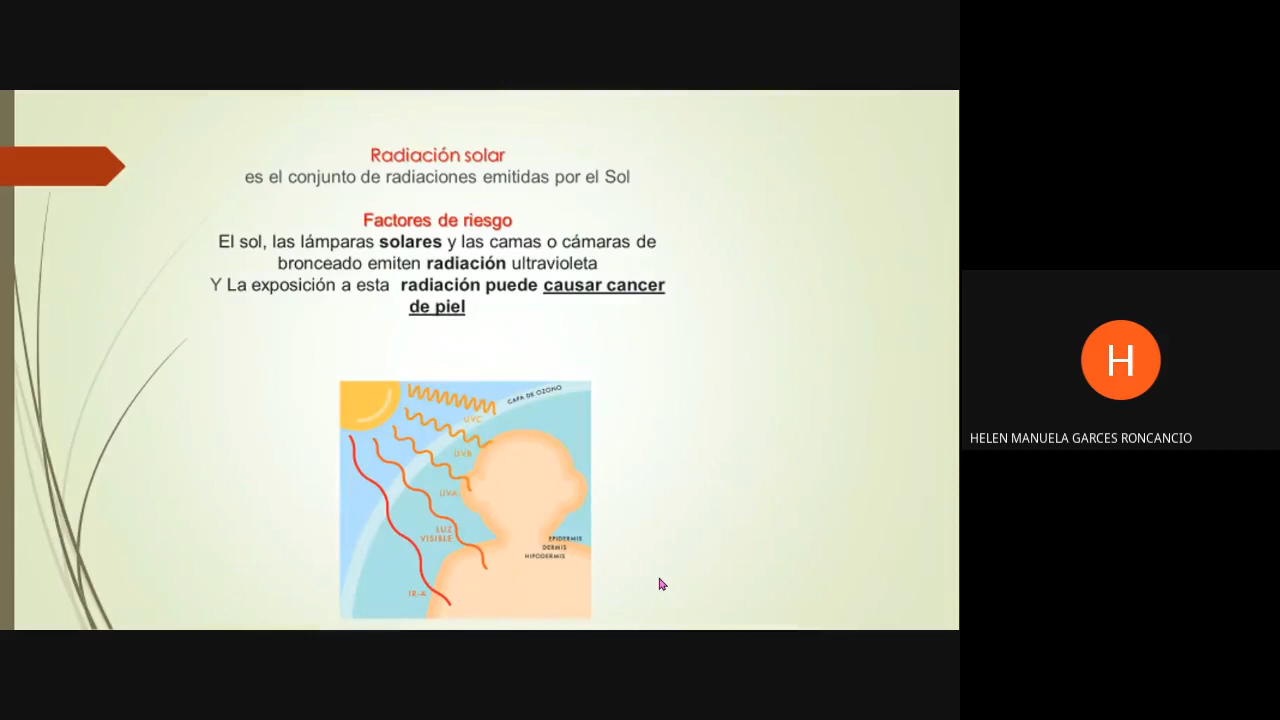 Radiación solar
es el conjunto de radiaciones emitidas por el Sol
Factores de riesgo
El sol, las lámparas solares y las camas o cámaras de
bronceado emiten radiación ultravioleta
Y La exposición a esta radiación puede causar cancer
de piel
CAPA DE OZONO
UVC
UVB
UVA
LUZ
VISIBLE
EPIDERMIS
DERMIS
HIPODERMIS
IR-A
H
HELEN MANUELA GARCES RONCANCIO